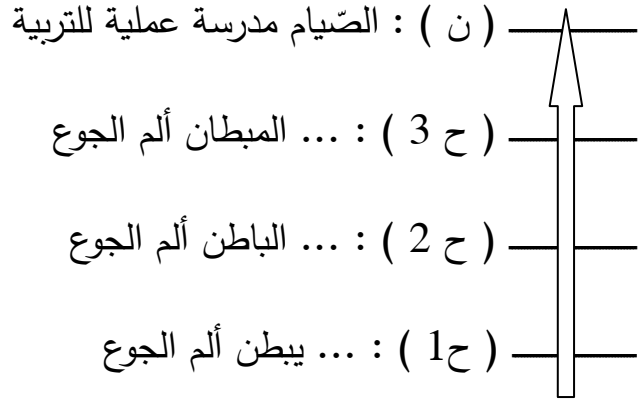 ( ن ) : الصّيام مدرسة عملية للتربية
( ح 3 ) : ... المبطان ألم الجوع
( ح 2 ) : ... الباطن ألم الجوع
( ح1 ) : ... يبطن ألم الجوع